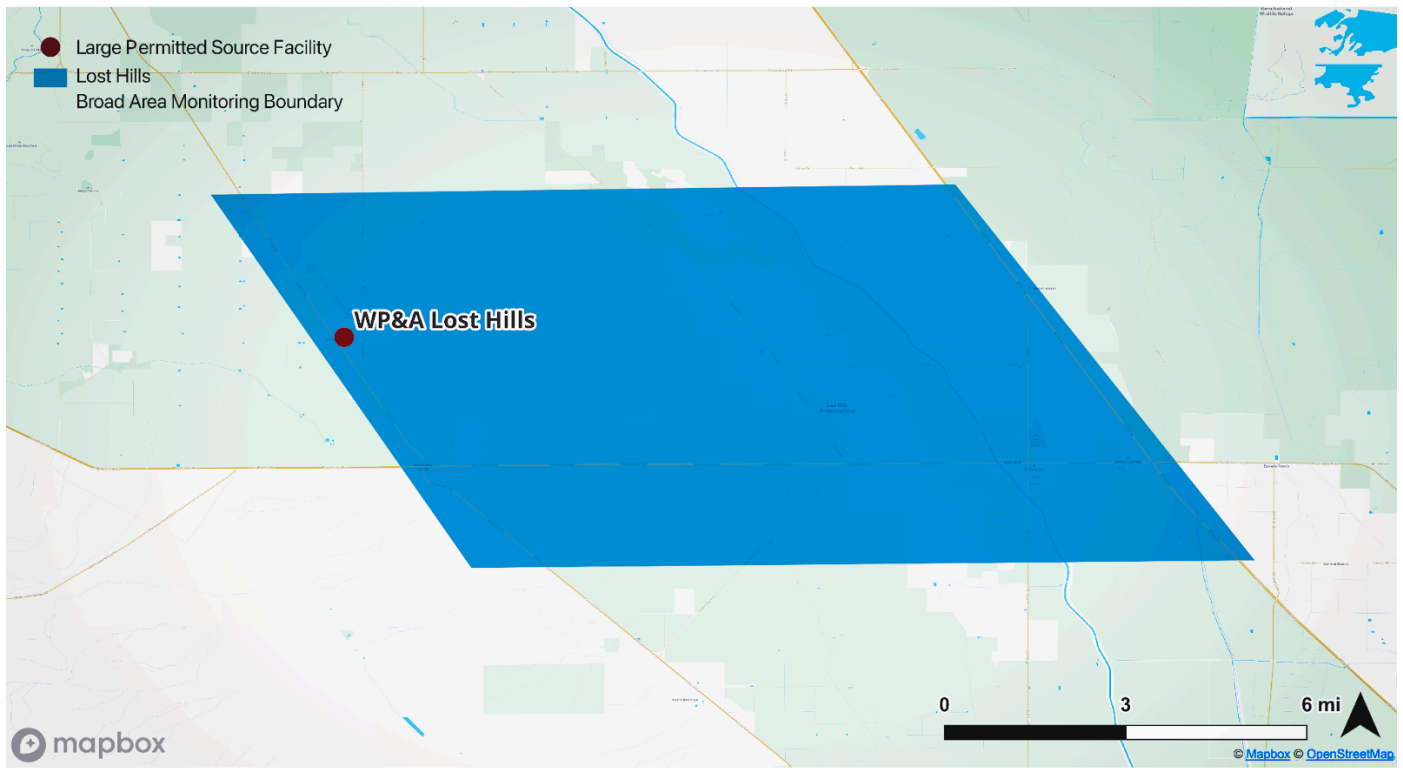 Large Permitted Source Facility
Lost Hills
Broad Area Monitoring Boundary
WP&A Lost Hills
0 3 6 mi
mapbox
© Mapbox © OpenStreetMap